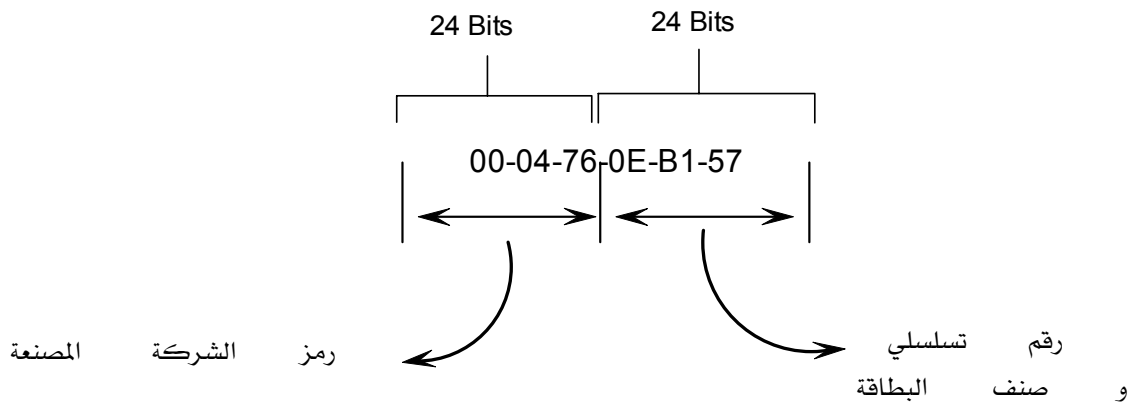 24 Bits
24 Bits
00-04-76-0E-B1-57
رمز الشركة المصنعة
رقم تسلسلي
و صنف البطاقة